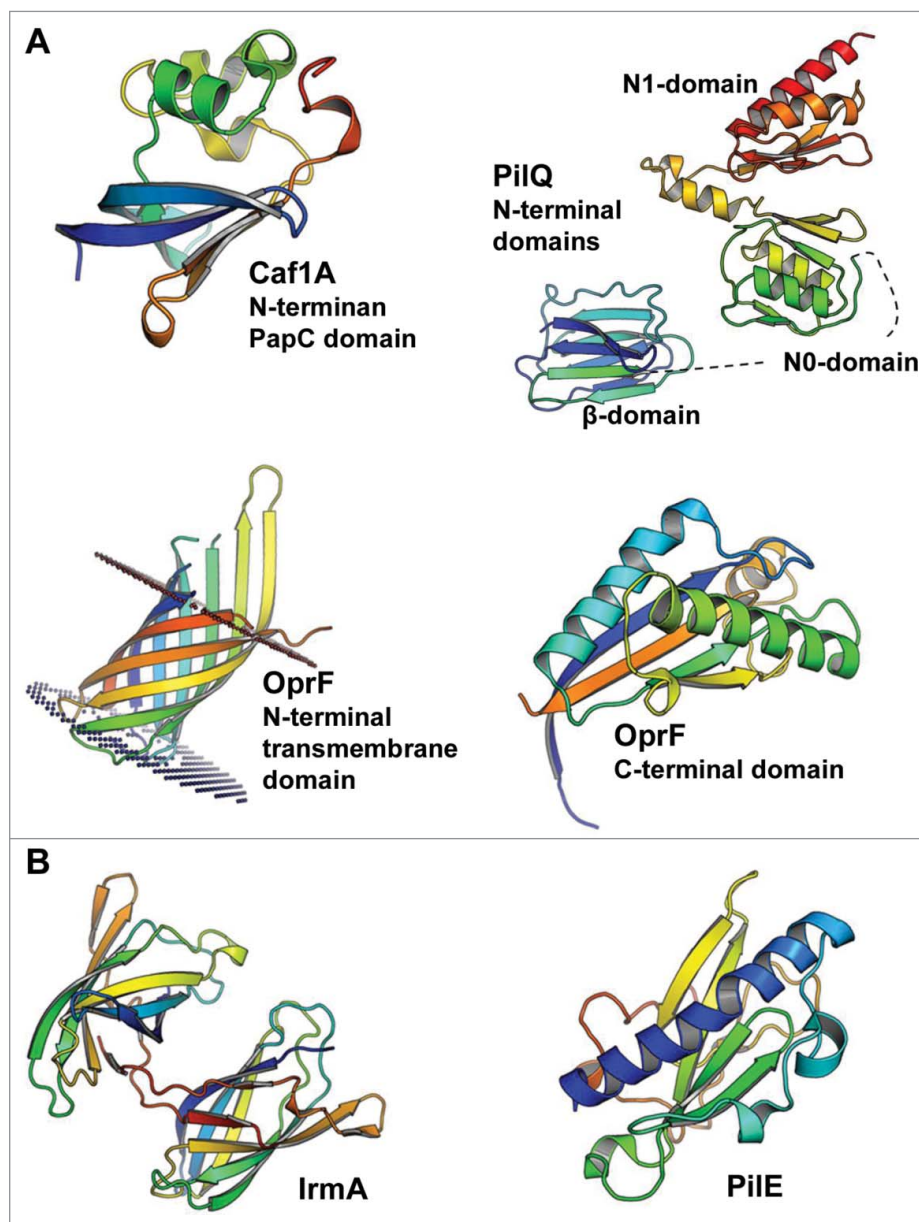 A
N1-domain
PilQ
N-terminal
domains
Caf1A
N-terminan
PapC domain
N0-domain
β-domain
OprF
N-terminal
transmembrane
domain
OprF
C-terminal domain
B
IrmA
PilE